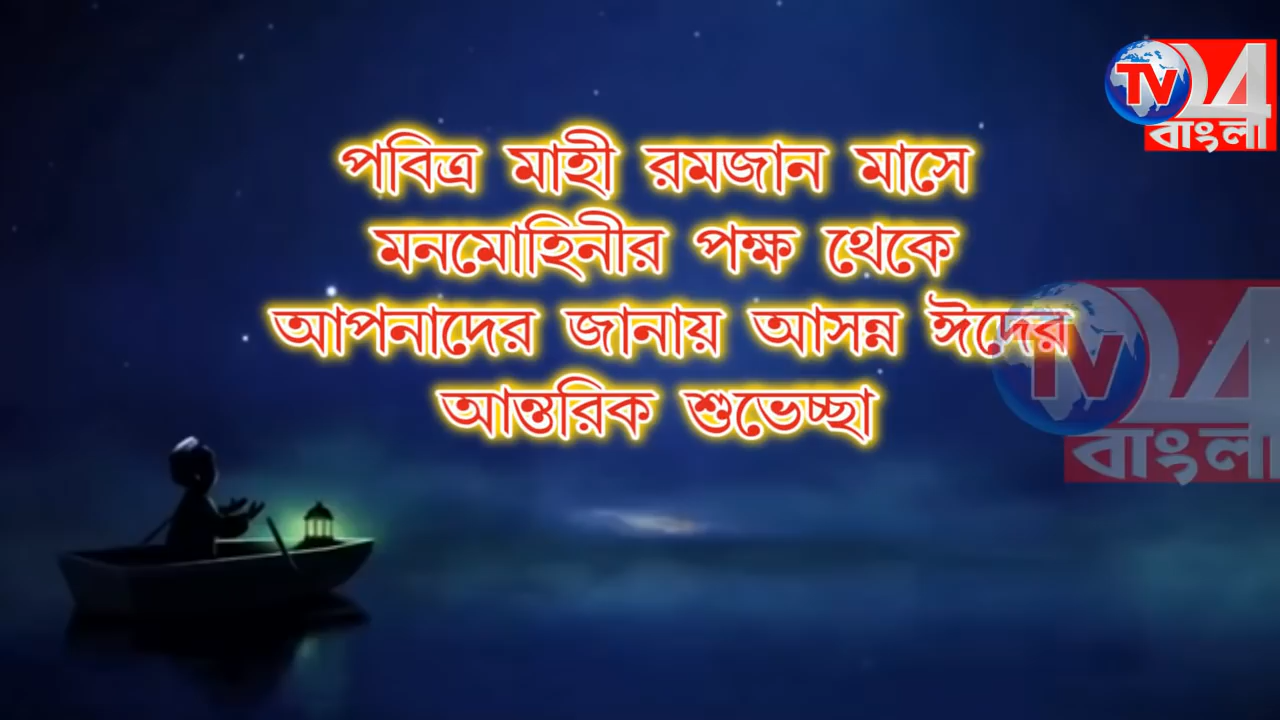 TV 24
বাংলা
পবিত্র মাহী রমজান মাসে
মনমোহিনীর পক্ষ থেকে
আপনাদের জানায় আসন্ন ঈদের
আন্তরিক শুভেচ্ছা
TV 24
বাংলা